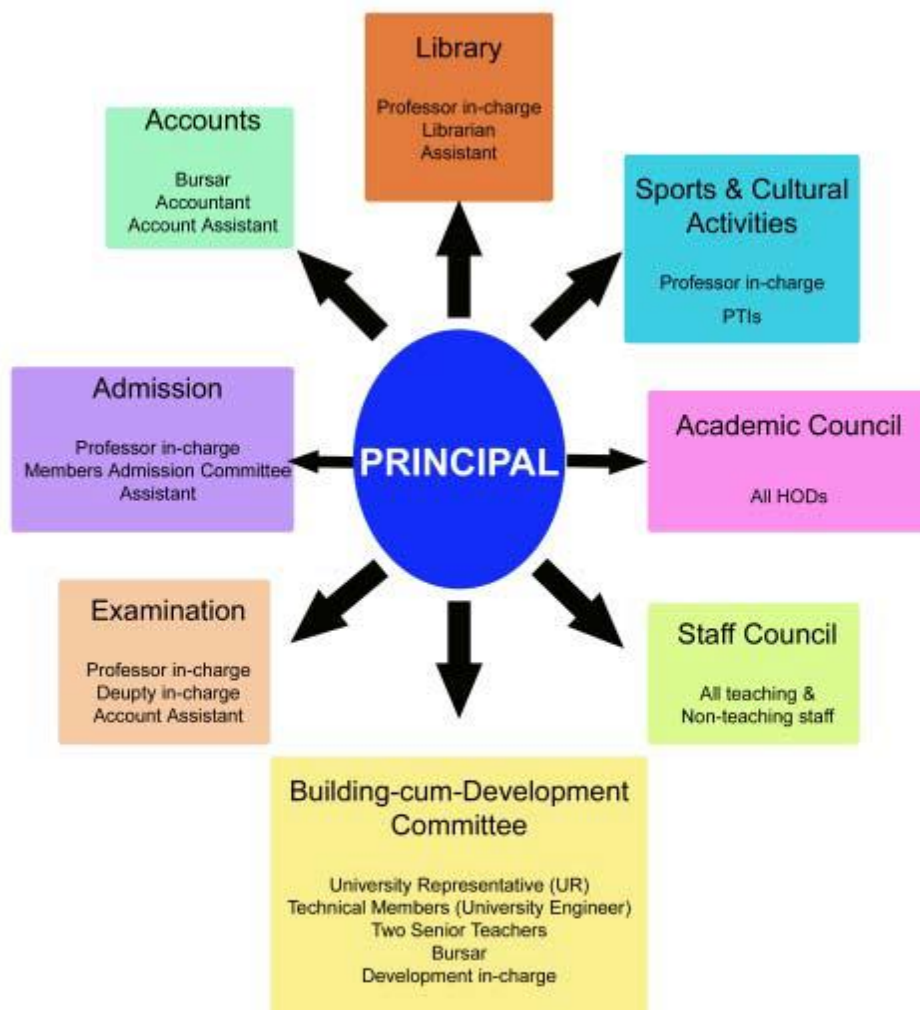 Library
Professor in-charge
Librarian
Assistant
Accounts
Bursar
Accountant
Account Assistant
Sports & Cultural
Activities
Professor in-charge
PTIs
Admission
Professor in-charge
Members Admission Committee
Assistant
PRINCIPAL
Academic Council
All HODs
Examination
Professor in-charge
Deupty in-charge
Account Assistant
Staff Council
All teaching &
Non-teaching staff
Building-cum-Development
Committee
University Representative (UR)
Technical Members (University Engineer)
Two Senior Teachers
Bursar
Development in-charge